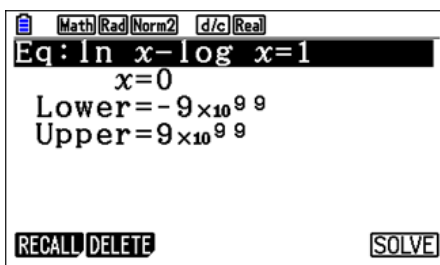 Math Rad Norm2 d/c Real
Eq:ln x-log x=1
x=0
Lower=-9×10⁹⁹
Upper=9×10⁹⁹
RECALL DELETE SOLVE